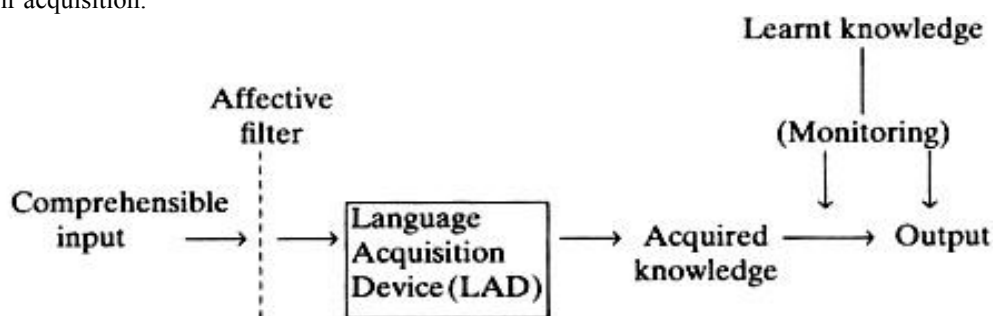 acquisition.
Learnt knowledge
Affective
filter
(Monitoring)
Comprehensible
input
Language
Acquisition
Device (LAD)
Acquired
knowledge
Output